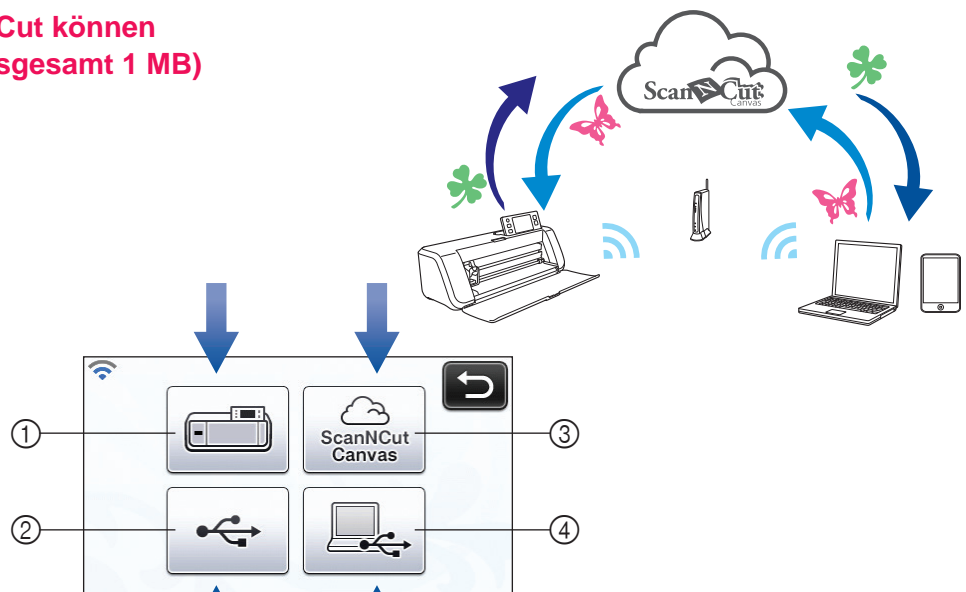 Cut können
sgesamt 1 MB)
ScanNCut
Canvas
①
ScanNCut
Canvas
③
②
④